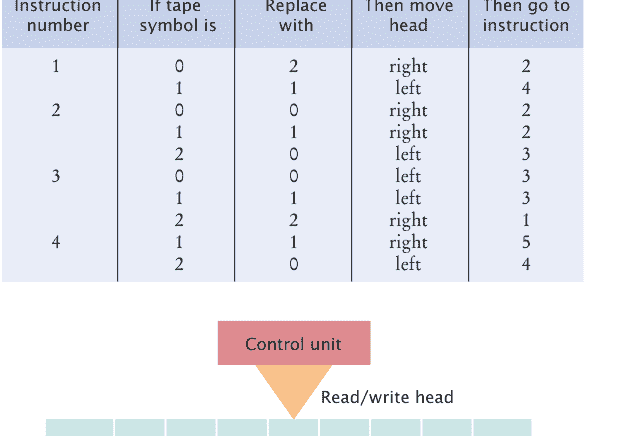 Instruction If tape Replace Then move Then go to
number symbol is with head instruction
1 0 2 right 2
1 1 left 4
2 0 0 right 2
1 1 right 2
2 0 left 3
3 0 0 left 3
1 1 left 3
2 2 right 1
4 1 1 right 5
2 0 left 4
Control unit
Read/write head